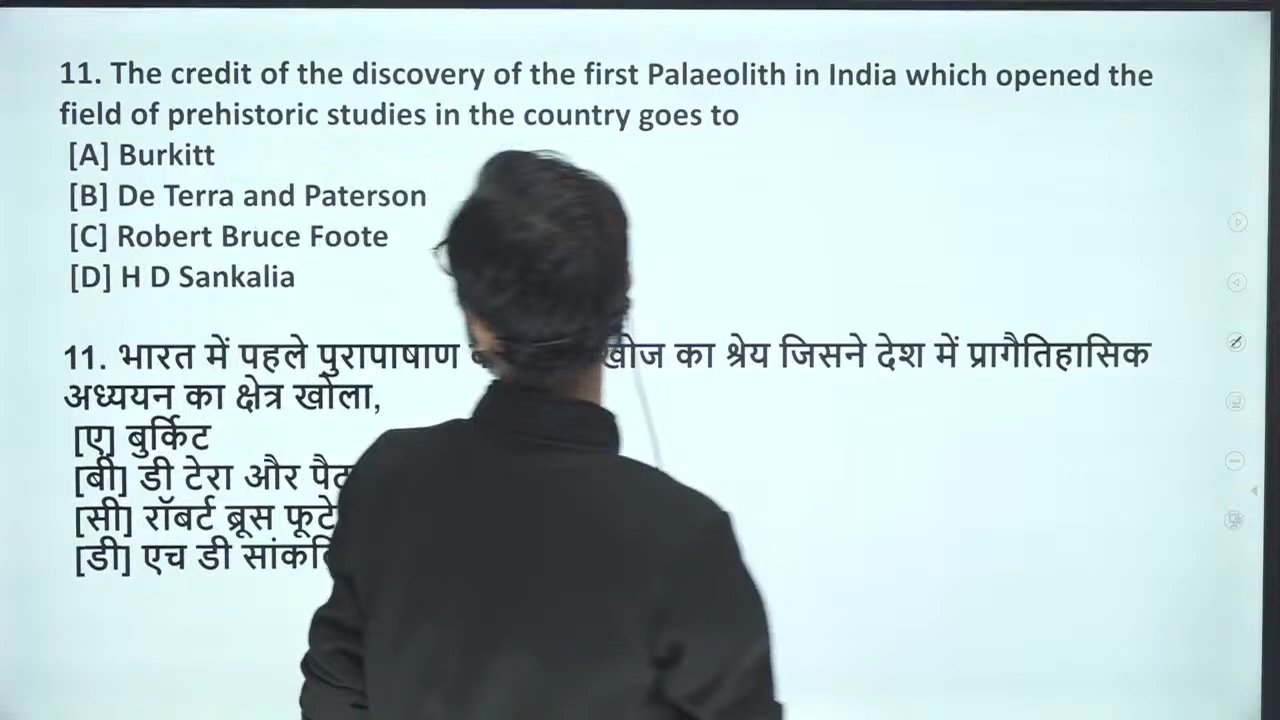 11. The credit of the discovery of the first Palaeolith in India which opened the
field of prehistoric studies in the country goes to
[A] Burkitt
[B] De Terra and Paterson
[C] Robert Bruce Foote
[D] H D Sankalia
11. भारत में पहले पुरापाषाण का श्रेय जिसने देश में प्रागैतिहासिक
अध्ययन का क्षेत्र खोला,
[ए] बुर्किट
[बी] डी टेरा और
[सी] रॉबर्ट ब्रूस फूटे
[डी] एच डी